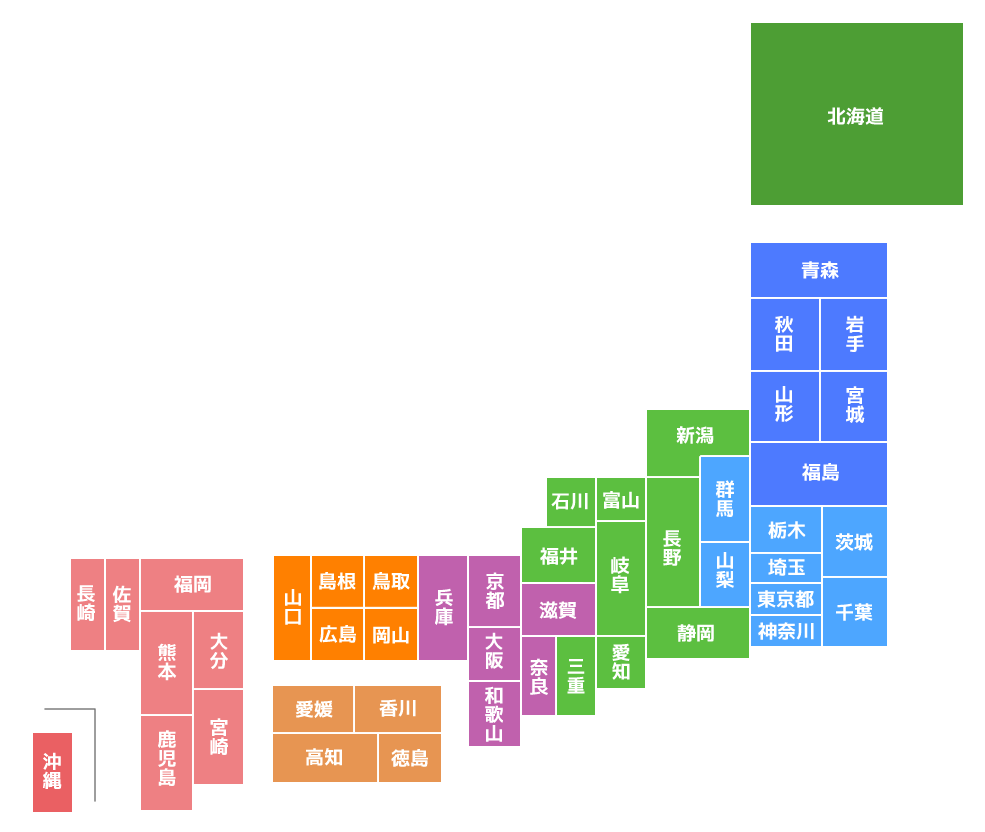 北海道
青森
秋田
岩手
山形
宮城
新潟
福島
群馬
石川
富山
長野
栃木
茨城
福井
岐阜
山梨
埼玉
東京都
千葉
神奈川
静岡
滋賀
愛知
三重
奈良
京都
大阪
和歌山
兵庫
鳥取
島根
岡山
広島
山口
香川
愛媛
徳島
高知
福岡
佐賀
長崎
大分
熊本
宮崎
鹿児島
沖縄